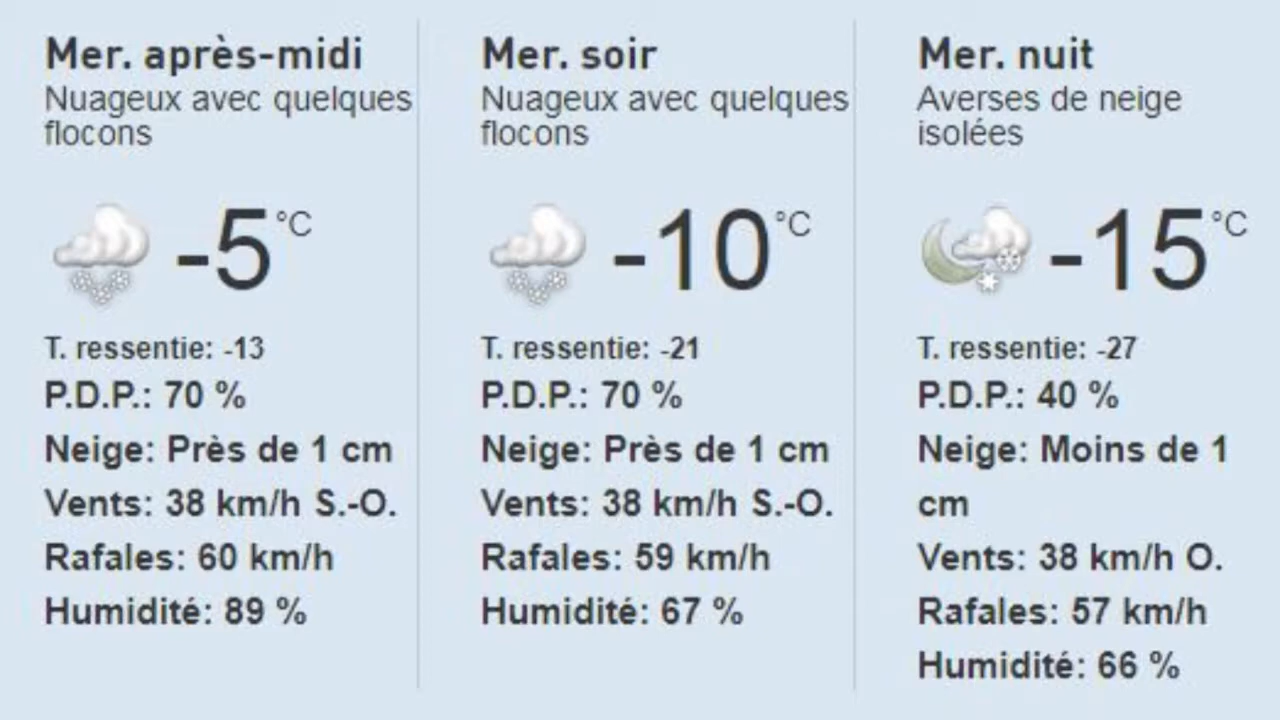 Mer. après-midi
Nuageux avec quelques
flocons
-5°C
T. ressentie: -13
P.D.P.: 70 %
Neige: Près de 1 cm
Vents: 38 km/h S.-O.
Rafales: 60 km/h
Humidité: 89 %
Mer. soir
Nuageux avec quelques
flocons
-10°C
T. ressentie: -21
P.D.P.: 70 %
Neige: Près de 1 cm
Vents: 38 km/h S.-O.
Rafales: 59 km/h
Humidité: 67 %
Mer. nuit
Averses de neige
isolées
-15°C
T. ressentie: -27
P.D.P.: 40 %
Neige: Moins de 1
cm
Vents: 38 km/h O.
Rafales: 57 km/h
Humidité: 66 %